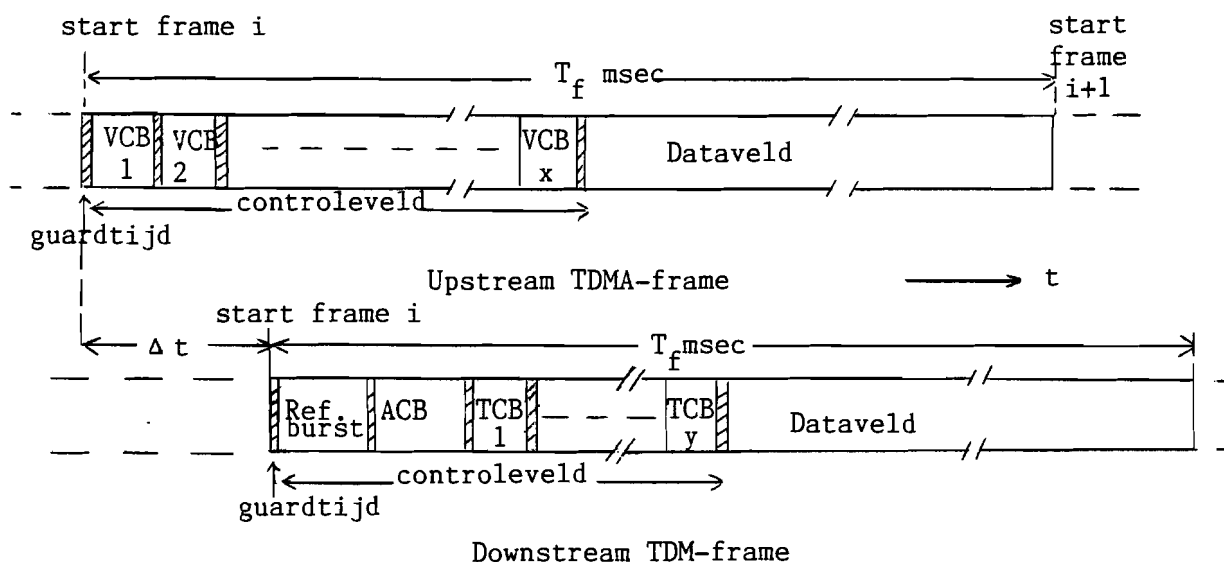 start frame i
start
frame
i+1
T_f msec
VCB
1
VCB
2
VCB
x
Dataveld
controleveld
guardtijd
Upstream TDMA-frame
t
start frame i
Δ t
T_f msec
Ref.
burst
ACB
TCB
1
TCB
y
Dataveld
controleveld
guardtijd
Downstream TDM-frame